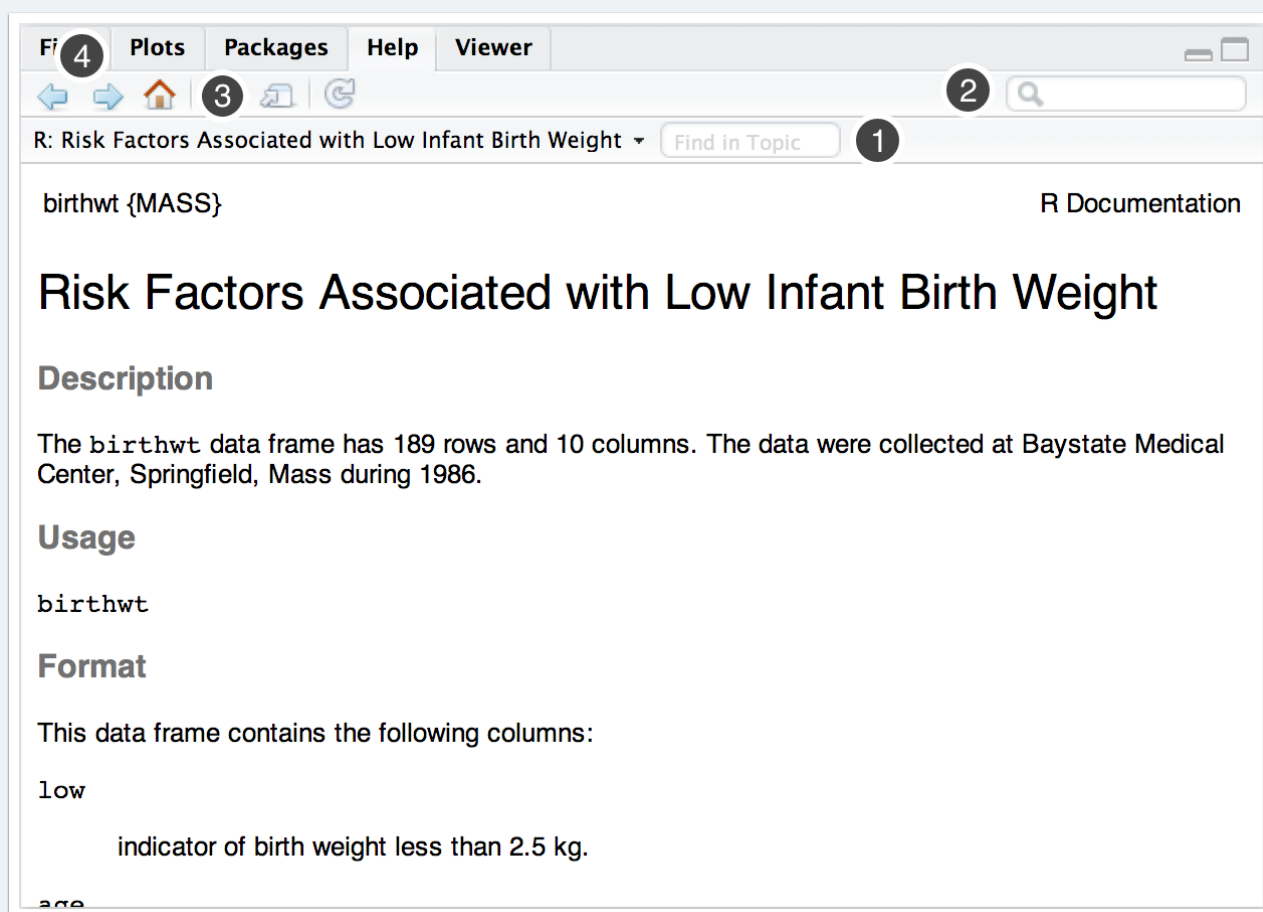 Plots Packages Help Viewer
4
3
2
R: Risk Factors Associated with Low Infant Birth Weight Find in Topic 1
birthwt {MASS} R Documentation
Risk Factors Associated with Low Infant Birth Weight
Description
The birthwt data frame has 189 rows and 10 columns. The data were collected at Baystate Medical
Center, Springfield, Mass during 1986.
Usage
birthwt
Format
This data frame contains the following columns:
low
indicator of birth weight less than 2.5 kg.
age